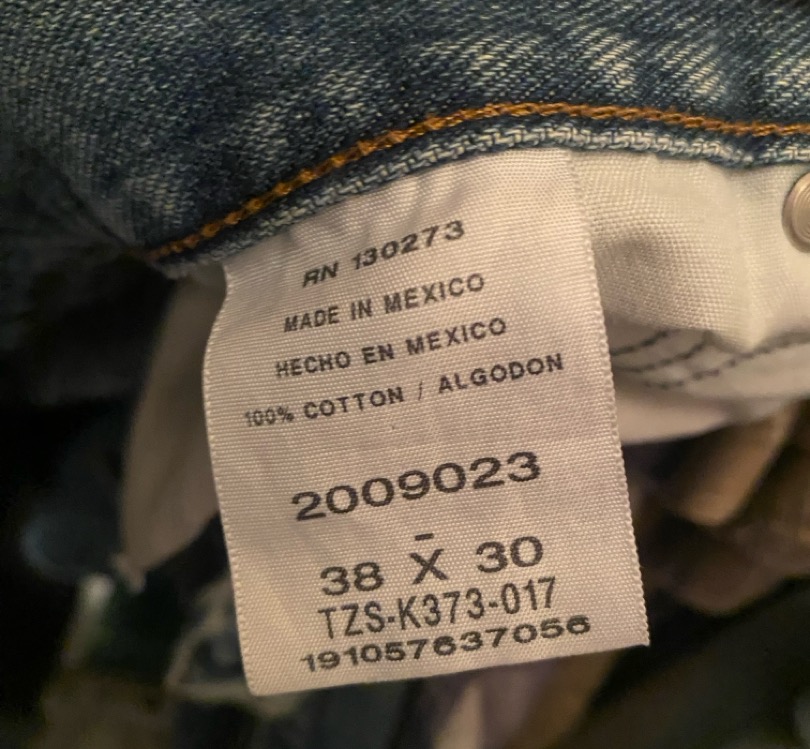 RN 130273
MADE IN MEXICO
HECHO EN MEXICO
100% COTTON / ALGODON
2009023
38 X̄ 30
TZS-K373-017
191057637056